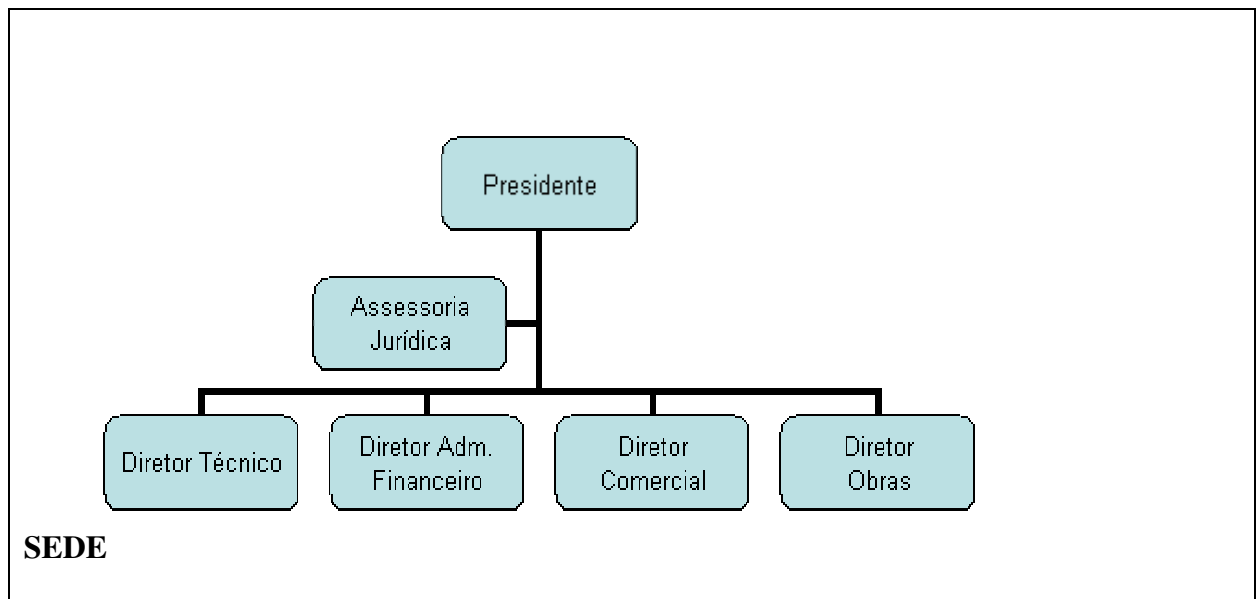 Presidente
Assessoria
Jurídica
Diretor Técnico
Diretor Adm.
Financeiro
Diretor
Comercial
Diretor
Obras
SEDE